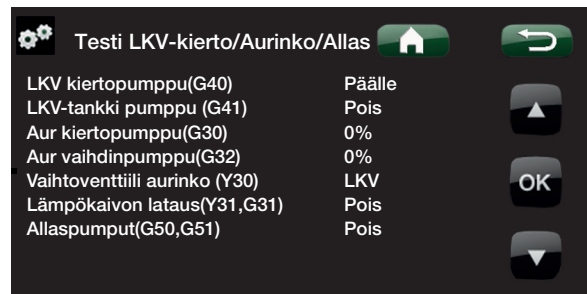 Testi LKV-kierto/Aurinko/Allas
LKV kiertopumppu(G40) Päälle
LKV-tankki pumppu (G41) Pois
Aur kiertopumppu(G30) 0%
Aur vaihdinpumppu(G32) 0%
Vaihtoventtiili aurinko (Y30) LKV
Lämpökaivon lataus(Y31,G31) Pois
Allaspumput(G50,G51) Pois
OK